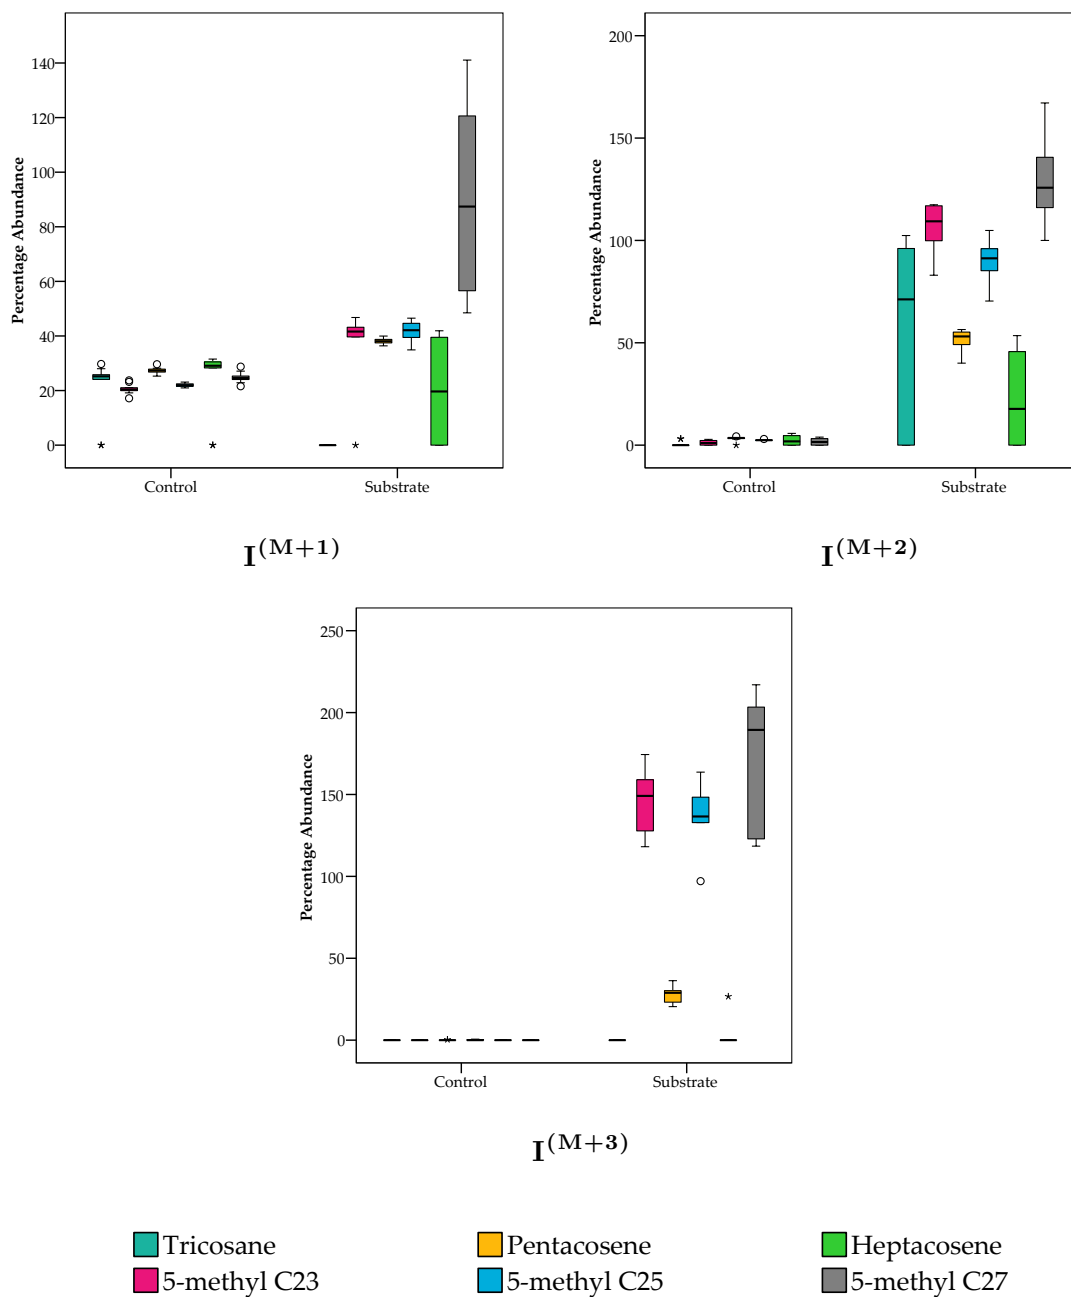 Percentage Abundance
140
120
100
80
60
40
20
0
Control Substrate
I(M+1)
Percentage Abundance
200
150
100
50
0
Control Substrate
I(M+2)
Percentage Abundance
250
200
150
100
50
0
Control Substrate
I(M+3)
Tricosane Pentacosene Heptacosene
5-methyl C23 5-methyl C25 5-methyl C27